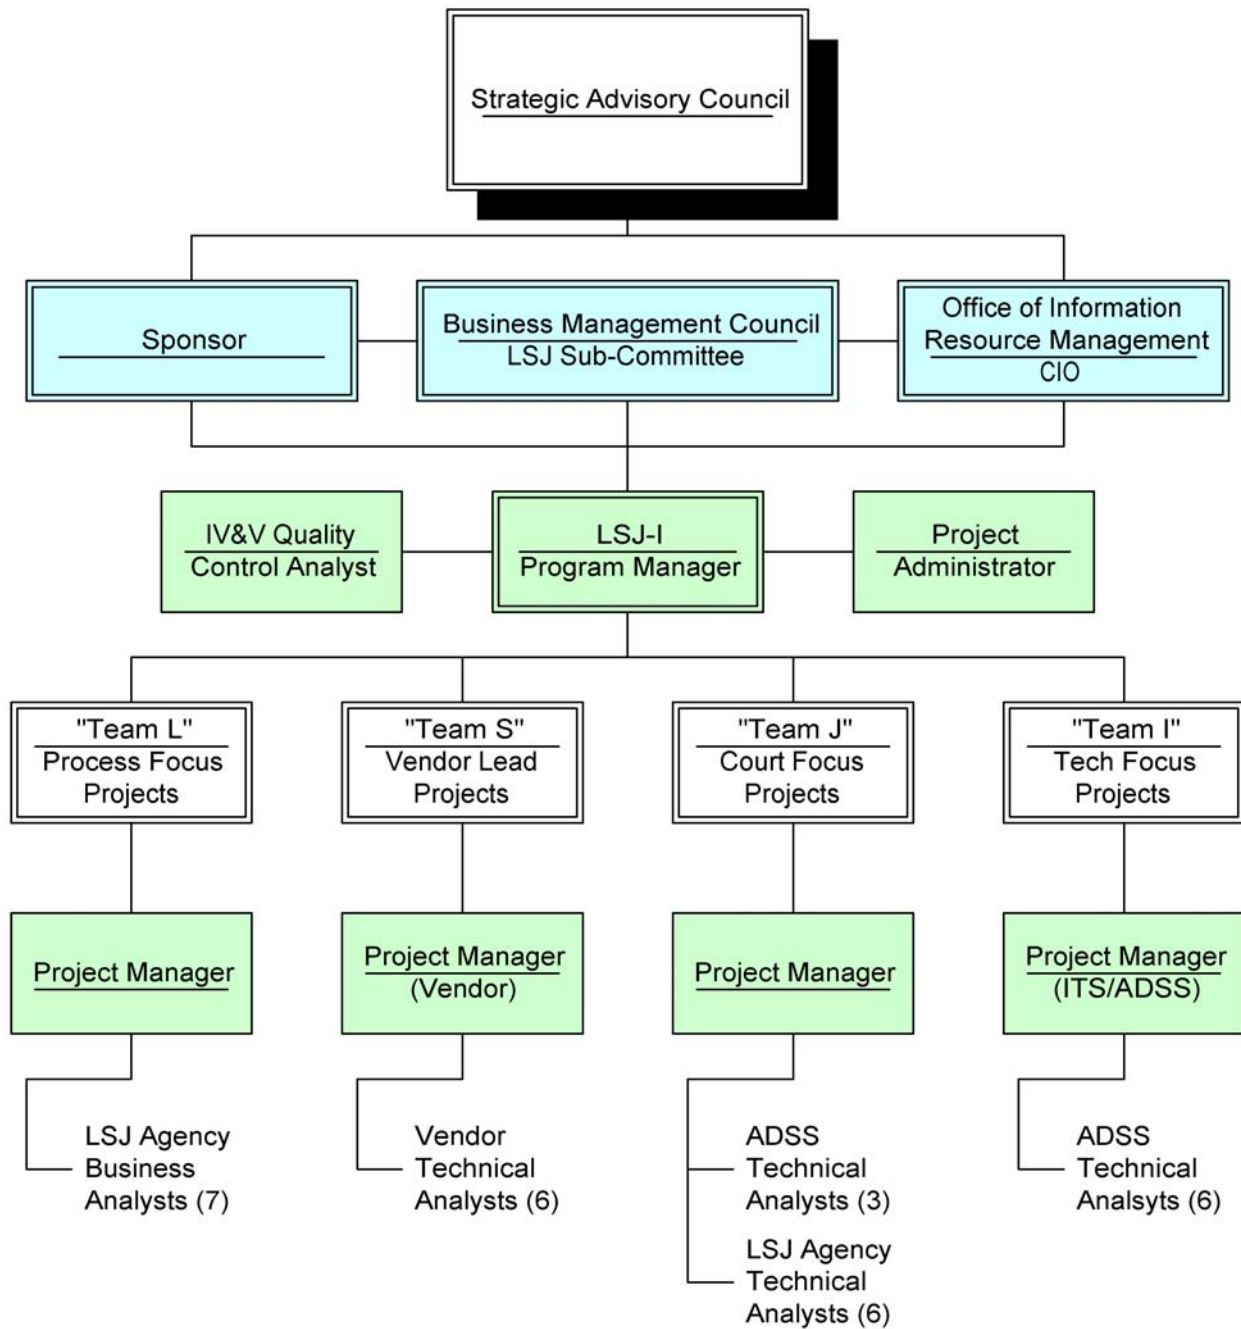 Strategic Advisory Council
Sponsor
Business Management Council
LSJ Sub-Committee
Office of Information
Resource Management
CIO
IV&V Quality
Control Analyst
LSJ-I
Program Manager
Project
Administrator
"Team L"
Process Focus
Projects
"Team S"
Vendor Lead
Projects
"Team J"
Court Focus
Projects
"Team I"
Tech Focus
Projects
Project Manager
Project Manager
(Vendor)
Project Manager
Project Manager
(ITS/ADSS)
LSJ Agency
Business
Analysts (7)
Vendor
Technical
Analysts (6)
ADSS
Technical
Analysts (3)
LSJ Agency
Technical
Analysts (6)
ADSS
Technical
Analsyts (6)